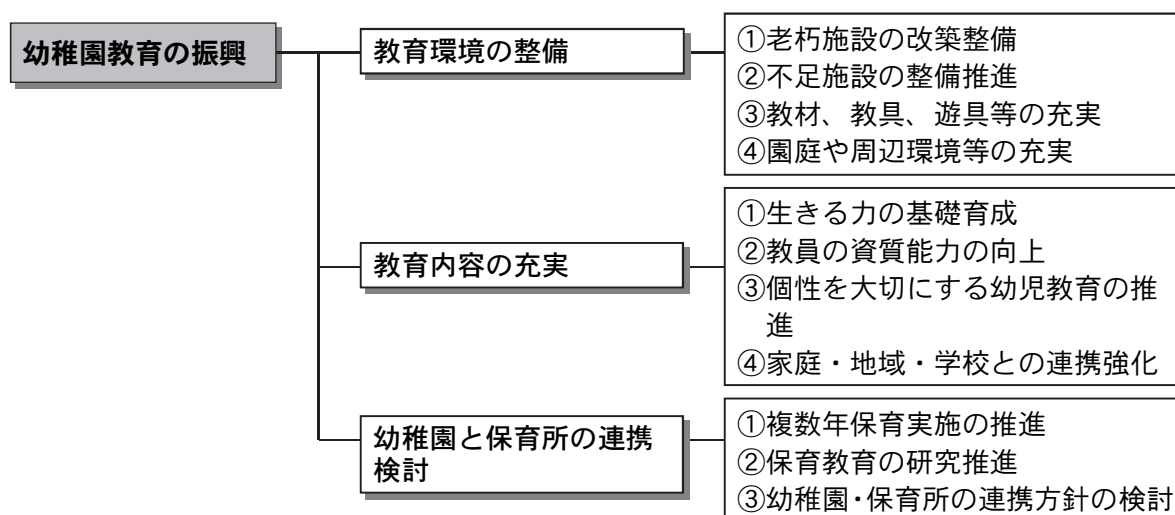 幼稚園教育の振興
教育環境の整備
①老朽施設の改築整備
②不足施設の整備推進
③教材、教具、遊具等の充実
④園庭や周辺環境等の充実
教育内容の充実
①生きる力の基礎育成
②教員の資質能力の向上
③個性を大切にする幼児教育の推
進
④家庭・地域・学校との連携強化
幼稚園と保育所の連携
検討
①複数年保育実施の推進
②保育教育の研究推進
③幼稚園・保育所の連携方針の検討